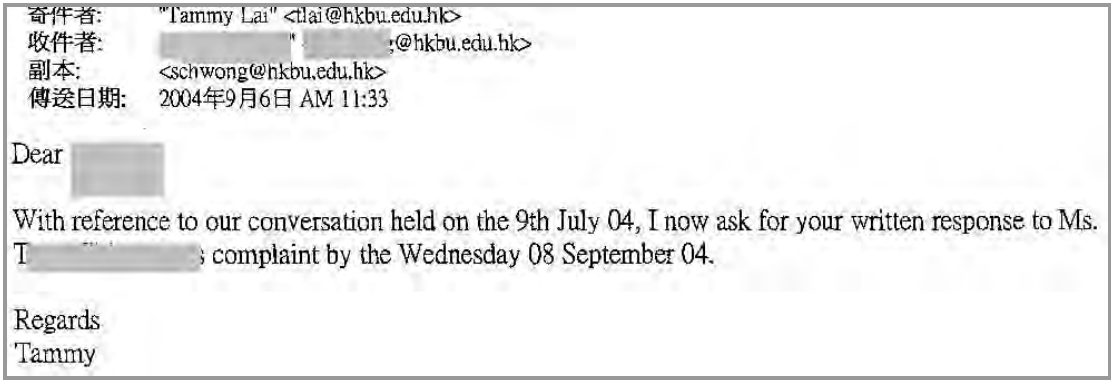 寄件者: "Tammy Lai" <tlai@hkbu.edu.hk>
收件者: " @hkbu.edu.hk>
副本: <schwong@hkbu.edu.hk>
傳送日期: 2004年9月6日 AM 11:33
Dear
With reference to our conversation held on the 9th July 04, I now ask for your written response to Ms.
T s complaint by the Wednesday 08 September 04.
Regards
Tammy